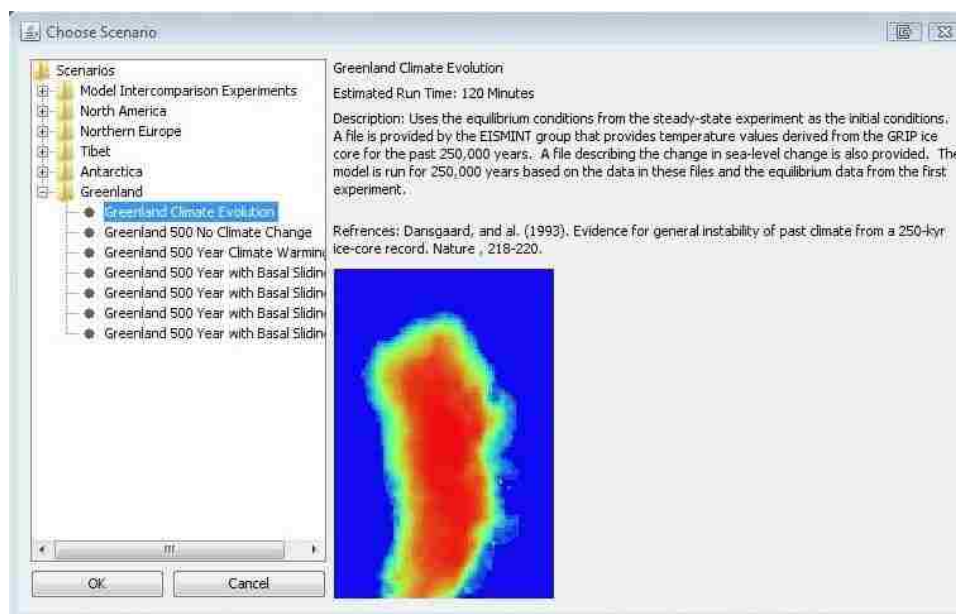 Choose Scenario
Scenarios
Model Intercomparison Experiments
North America
Northern Europe
Tibet
Antarctica
Greenland
Greenland Climate Evolution
Greenland 500 No Climate Change
Greenland 500 Year Climate Warming
Greenland 500 Year with Basal Slidin
Greenland 500 Year with Basal Slidin
Greenland 500 Year with Basal Slidin
Greenland 500 Year with Basal Slidin
OK
Cancel
Greenland Climate Evolution
Estimated Run Time: 120 Minutes
Description: Uses the equilibrium conditions from the steady-state experiment as the initial conditions.
A file is provided by the EISMINT group that provides temperature values derived from the GRIP ice
core for the past 250,000 years. A file describing the change in sea-level change is also provided. The
model is run for 250,000 years based on the data in these files and the equilibrium data from the first
experiment.
Refrences: Dansgaard, and al. (1993). Evidence for general instability of past climate from a 250-kyr
ice-core record. Nature , 218-220.